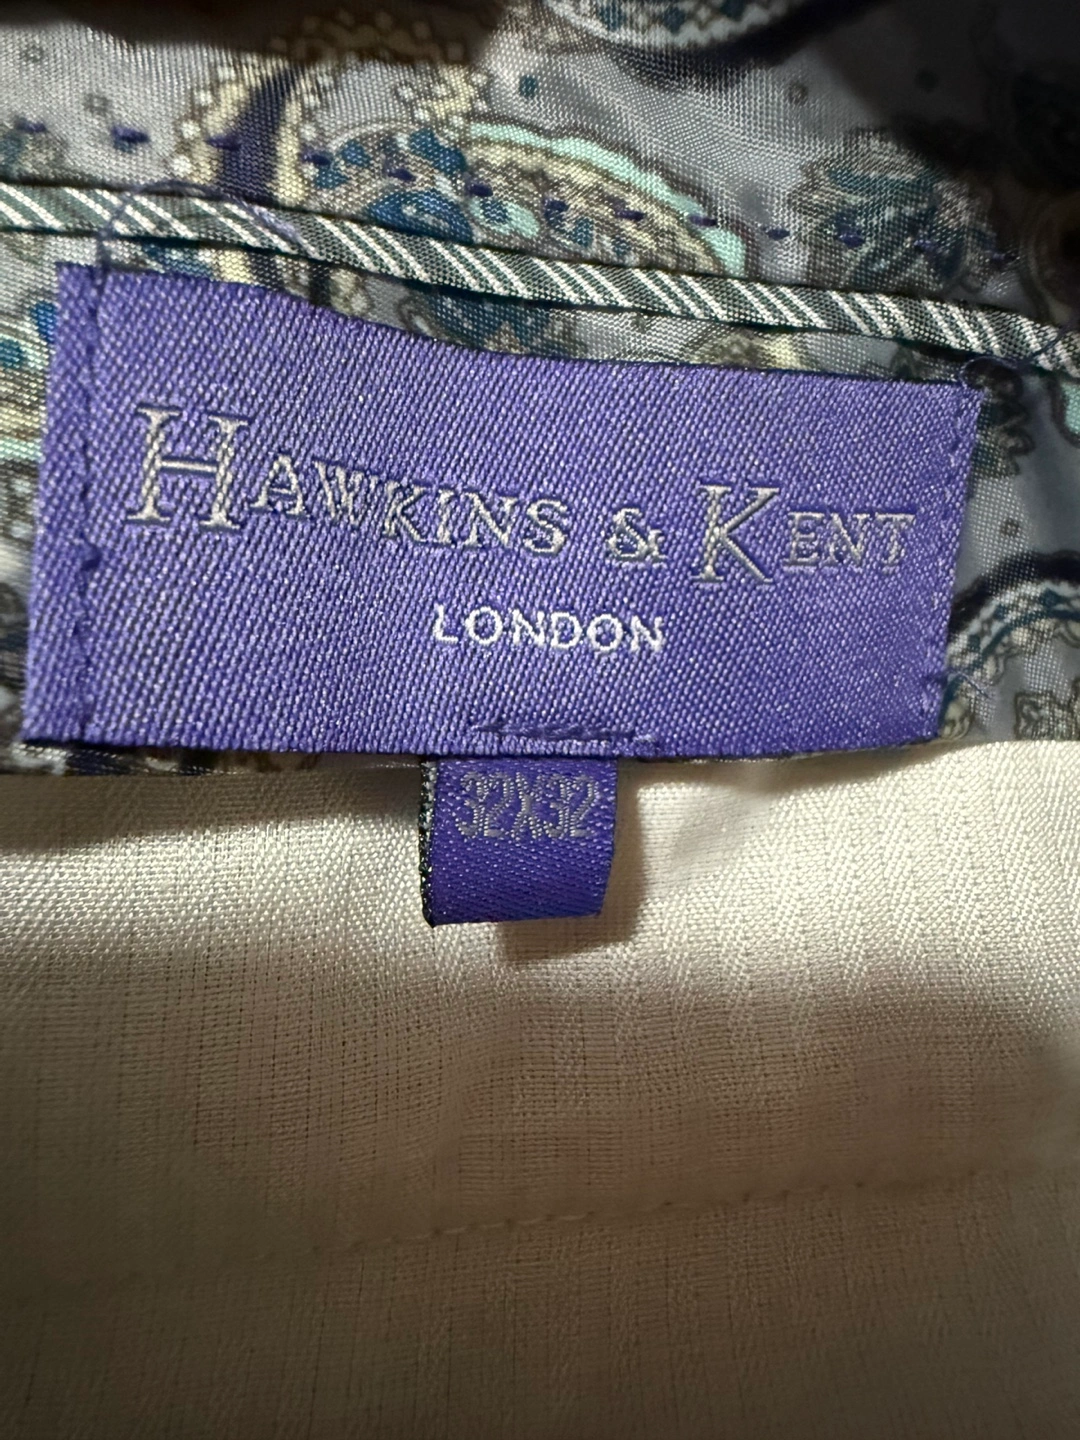 HAWKINS & KENT
LONDON
32X32